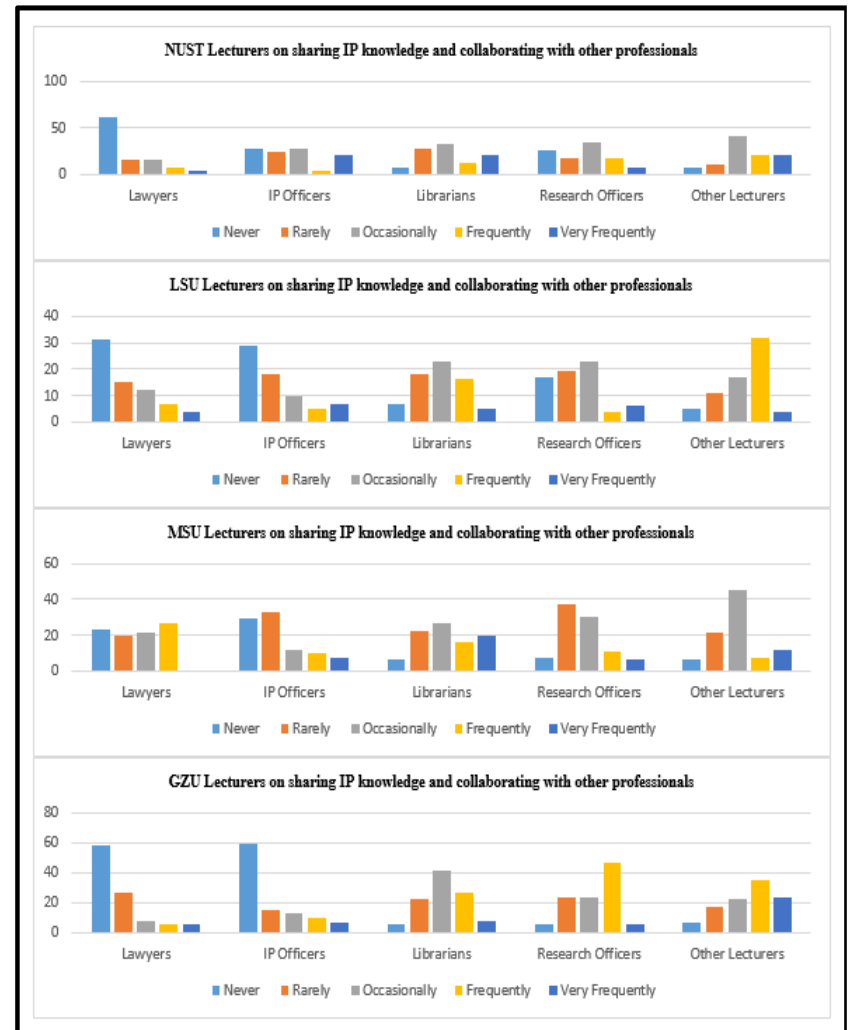 NUST Lecturers on sharing IP knowledge and collaborating with other professionals
100
50
0
Lawyers IP Officers Librarians Research Officers Other Lecturers
Never Rarely Occasionally Frequently Very Frequently
LSU Lecturers on sharing IP knowledge and collaborating with other professionals
40
30
20
10
0
Lawyers IP Officers Librarians Research Officers Other Lecturers
Never Rarely Occasionally Frequently Very Frequently
MSU Lecturers on sharing IP knowledge and collaborating with other professionals
60
40
20
0
Lawyers IP Officers Librarians Research Officers Other Lecturers
Never Rarely Occasionally Frequently Very Frequently
GZU Lecturers on sharing IP knowledge and collaborating with other professionals
80
60
40
20
0
Lawyers IP Officers Librarians Research Officers Other Lecturers
Never Rarely Occasionally Frequently Very Frequently